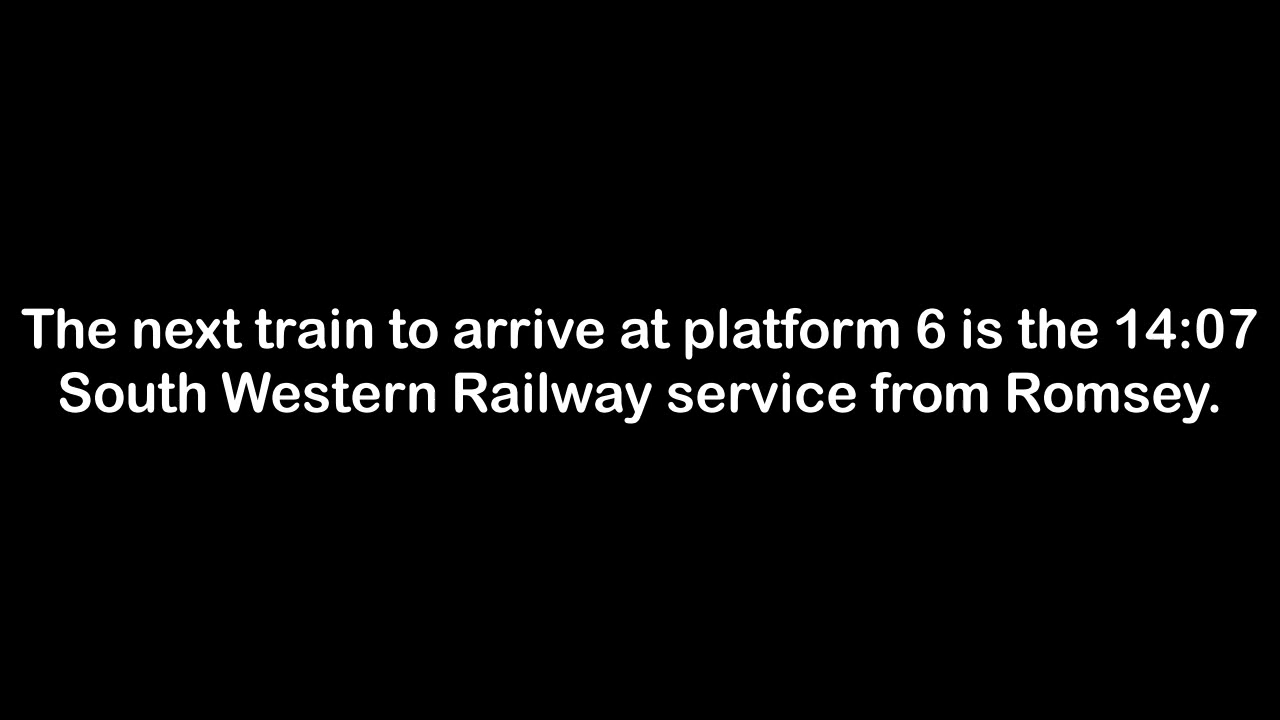 The next train to arrive at platform 6 is the 14:07
South Western Railway service from Romsey.